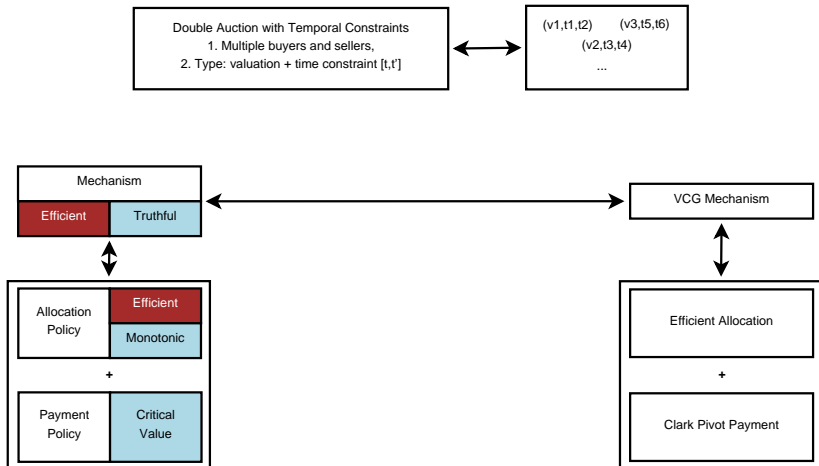 Double Auction with Temporal Constraints
1. Multiple buyers and sellers,
2. Type: valuation + time constraint [t,t']
(v1,t1,t2) (v3,t5,t6)
(v2,t3,t4)
...
Mechanism
Efficient Truthful
VCG Mechanism
Allocation
Policy
Efficient
Monotonic
+
Payment
Policy
Critical
Value
Efficient Allocation
+
Clark Pivot Payment